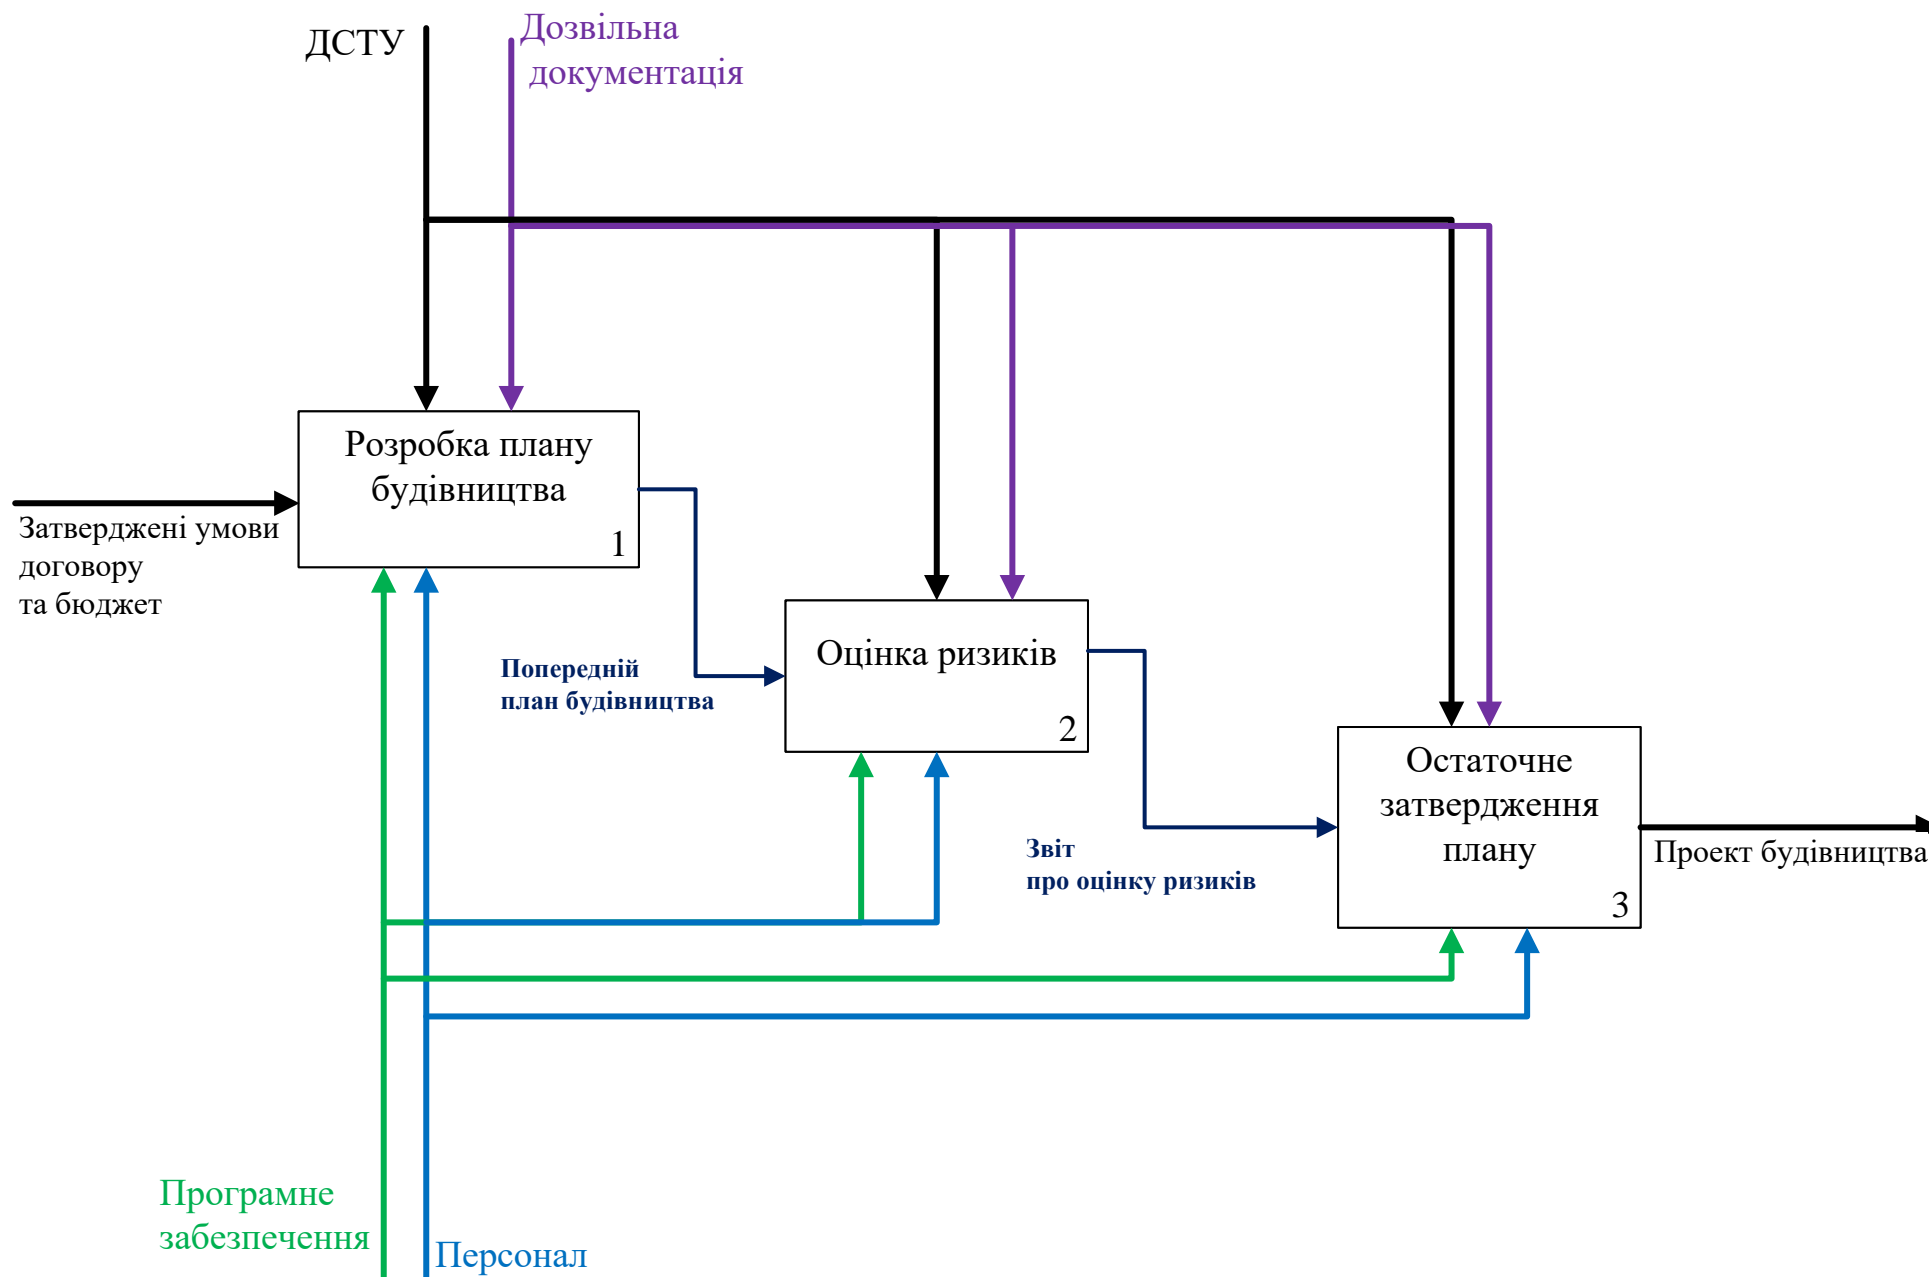 ДСТУ
Дозвільна
документація
Розробка плану
будівництва
1
Затверджені умови
договору
та бюджет
Попередній
план будівництва
Оцінка ризиків
2
Звіт
про оцінку ризиків
Остаточне
затвердження
плану
3
Проект будівництва
Програмне
забезпечення
Персонал